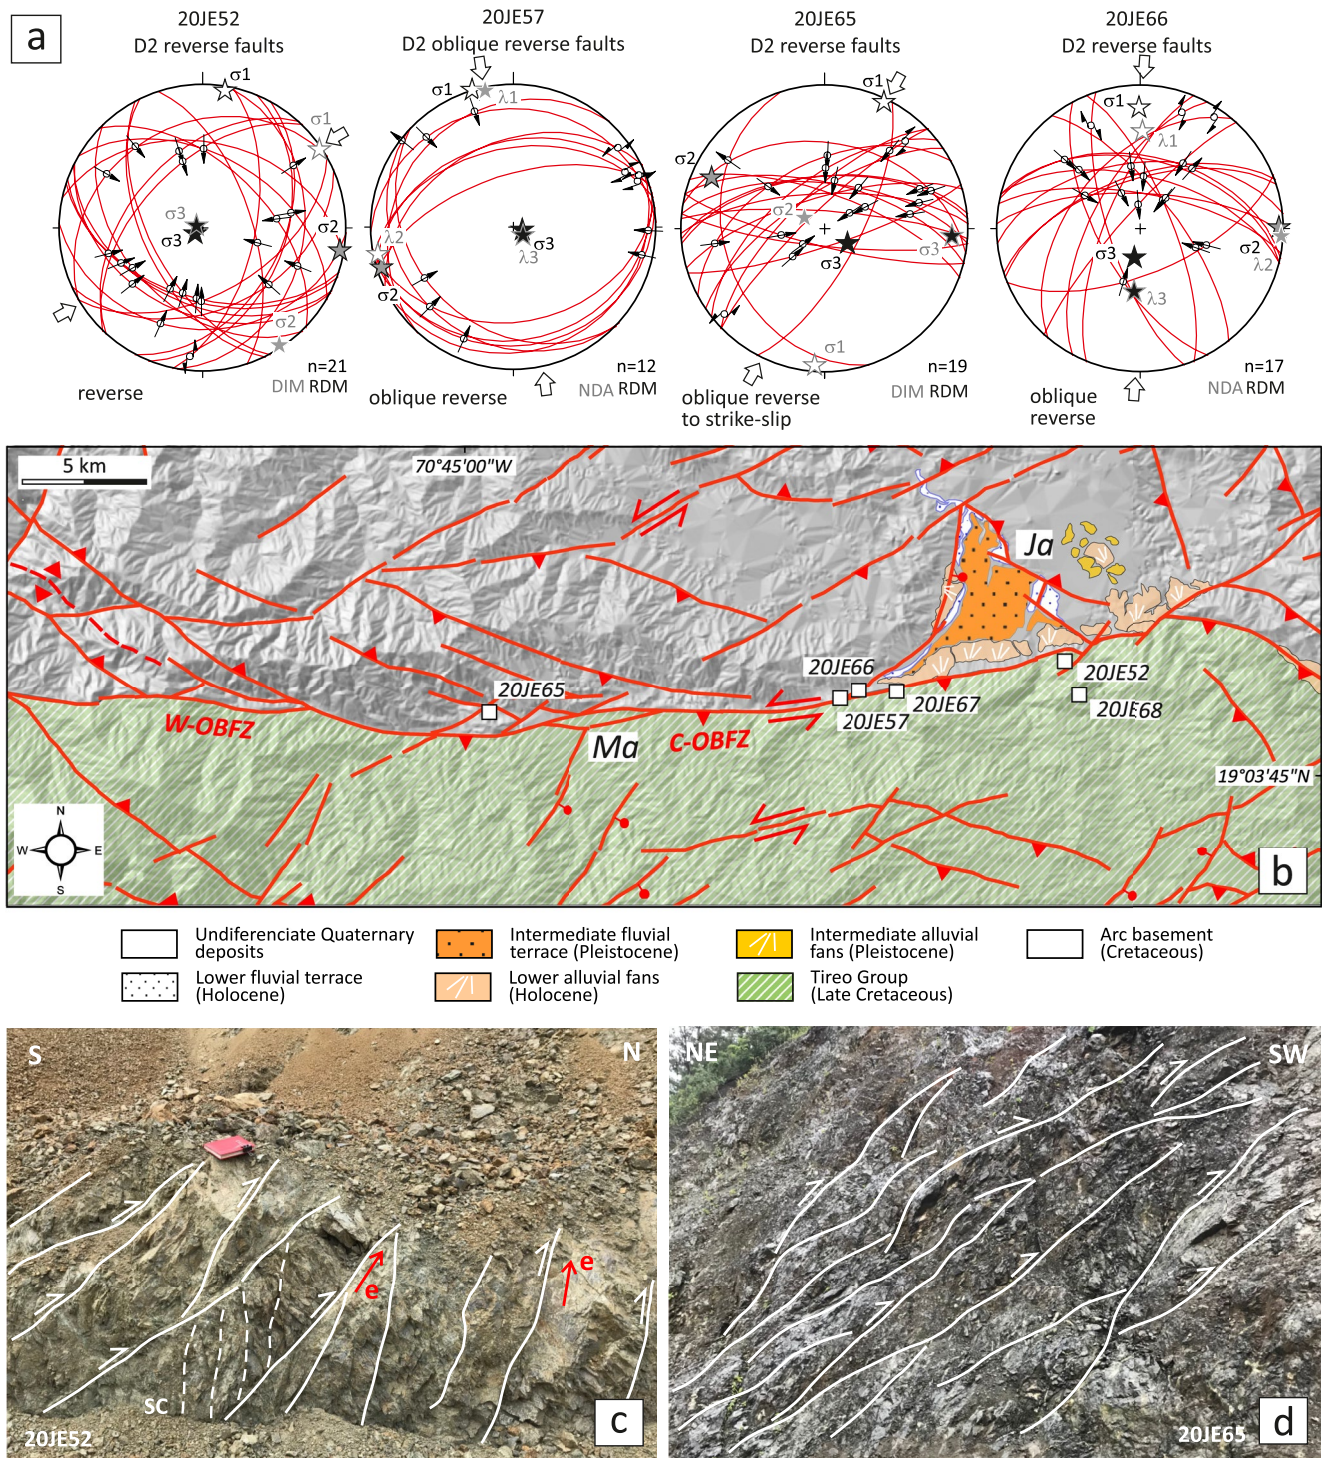 a
20JE52
D2 reverse faults
σ1
σ1
σ3
σ3
σ2
σ2
n=21
DIM RDM
reverse
20JE57
D2 oblique reverse faults
σ1
λ1
λ2
σ2
σ3
λ3
n=12
NDA RDM
oblique reverse
20JE65
D2 reverse faults
σ1
σ2
σ2
σ3
σ3
σ1
n=19
DIM RDM
oblique reverse
to strike-slip
20JE66
D2 reverse faults
σ1
λ1
σ3
σ2
λ2
λ3
n=17
NDA RDM
oblique
reverse
5 km
70°45'00"W
Ja
20JE66
20JE65
20JE52
20JE67
20JE68
20JE57
W-OBFZ
Ma
C-OBFZ
19°03'45"N
N
W
E
S
b
Undiferenciate Quaternary
deposits
Intermediate fluvial
terrace (Pleistocene)
Intermediate alluvial
fans (Pleistocene)
Arc basement
(Cretaceous)
Lower fluvial terrace
(Holocene)
Lower alluvial fans
(Holocene)
Tireo Group
(Late Cretaceous)
S
N
e
e
SC
20JE52
c
NE
SW
20JE65
d